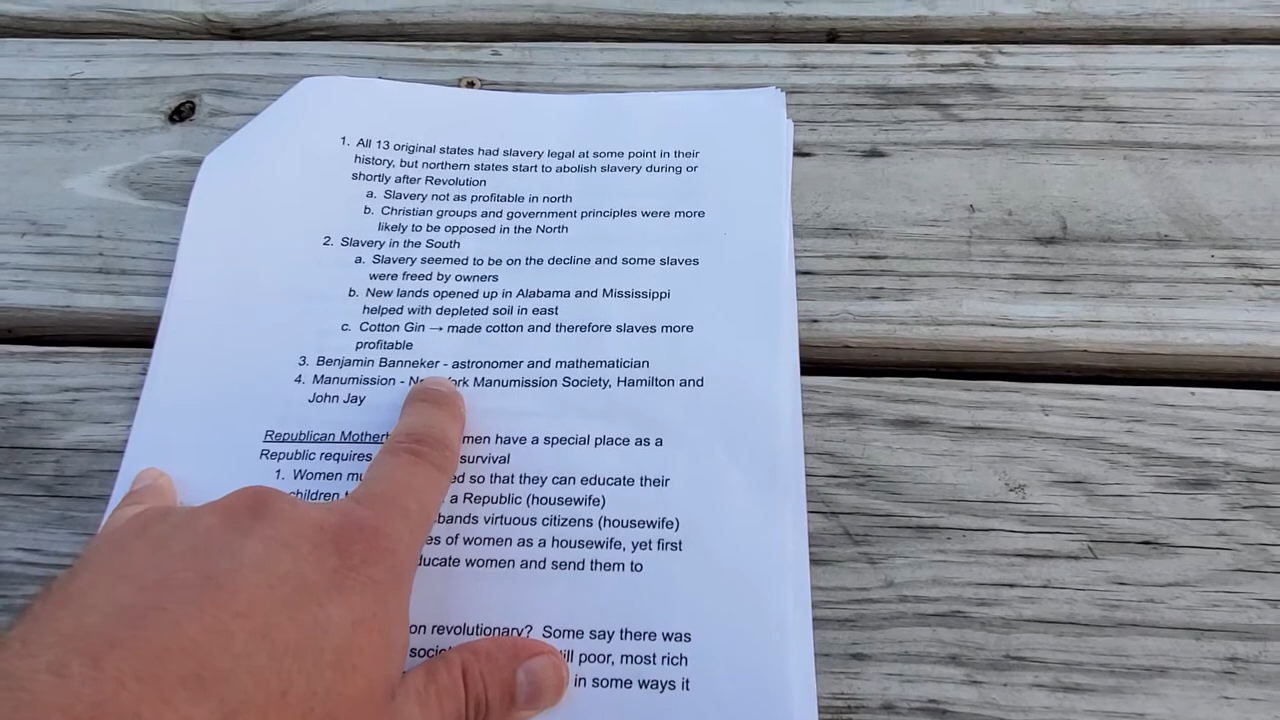 1. All 13 original states had slavery legal at some point in their
history, but northern states start to abolish slavery during or
shortly after Revolution
a. Slavery not as profitable in north
b. Christian groups and government principles were more
likely to be opposed in the North
2. Slavery in the South
a. Slavery seemed to be on the decline and some slaves
were freed by owners
b. New lands opened up in Alabama and Mississippi
helped with depleted soil in east
c. Cotton Gin → made cotton and therefore slaves more
profitable
3. Benjamin Banneker - astronomer and mathematician
4. Manumission - Manumission Society, Hamilton and
John Jay
Republican men have a special place as a
Republic requires survival
1. Women so that they can educate their
children a Republic (housewife)
virtuous citizens (housewife)
of women as a housewife, yet first
women and send them to
on revolutionary? Some say there was
poor, most rich
in some ways it